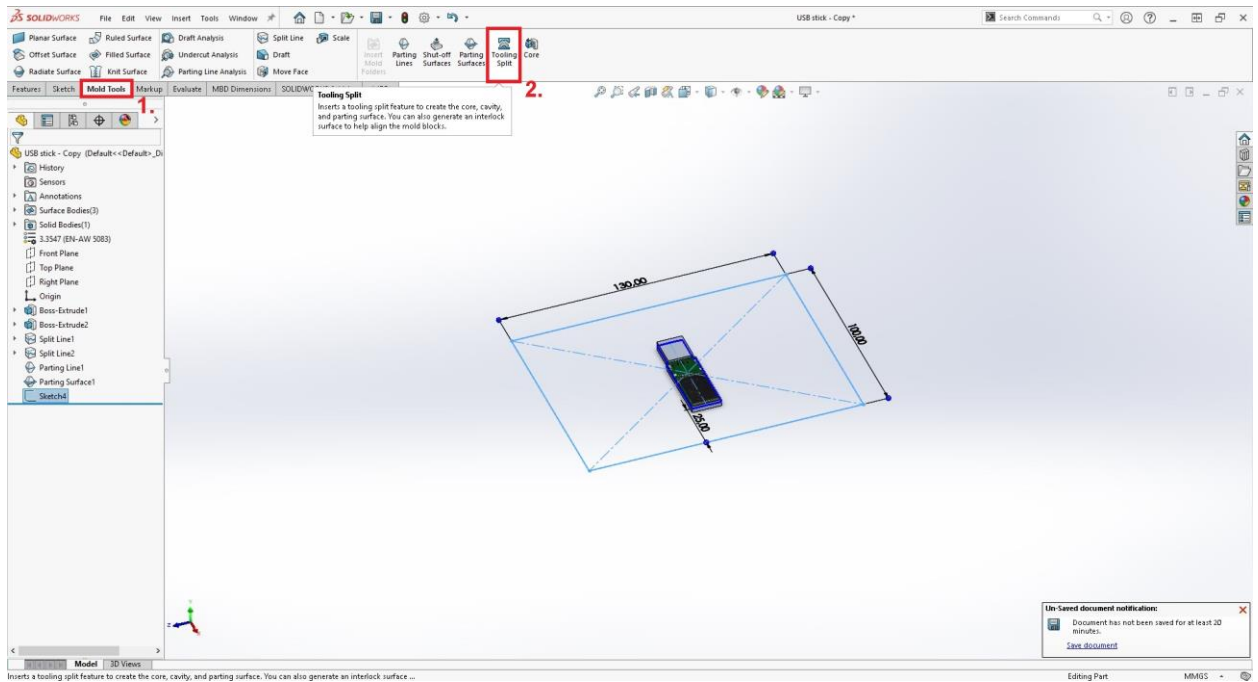 SOLIDWORKS File Edit View Insert Tools Window USB stick - Copy * Search Commands
Planar Surface Ruled Surface Draft Analysis Split Line Scale
Offset Surface Filled Surface Undercut Analysis Draft
Radiate Surface Knit Surface Parting Line Analysis Move Face
Insert Mold Folders
Parting Lines
Shut-off Surfaces
Parting Surfaces
Tooling Split
Core
Features Sketch Mold Tools Markup Evaluate MBD Dimensions
1.
2.
Tooling Split
Inserts a tooling split feature to create the core, cavity,
and parting surface. You can also generate an interlock
surface to help align the mold blocks.
USB stick - Copy (Default<<Default>_Di
History
Sensors
Annotations
Surface Bodies(3)
Solid Bodies(1)
3.3547 (EN-AW 5083)
Front Plane
Top Plane
Right Plane
Origin
Boss-Extrude1
Boss-Extrude2
Split Line1
Split Line2
Parting Line1
Parting Surface1
Sketch4
130,00
100,00
25,00
Un-Saved document notification:
Document has not been saved for at least 20
minutes.
Save document
Model 3D Views
Inserts a tooling split feature to create the core, cavity, and parting surface. You can also generate an interlock surface ... Editing Part MMGS